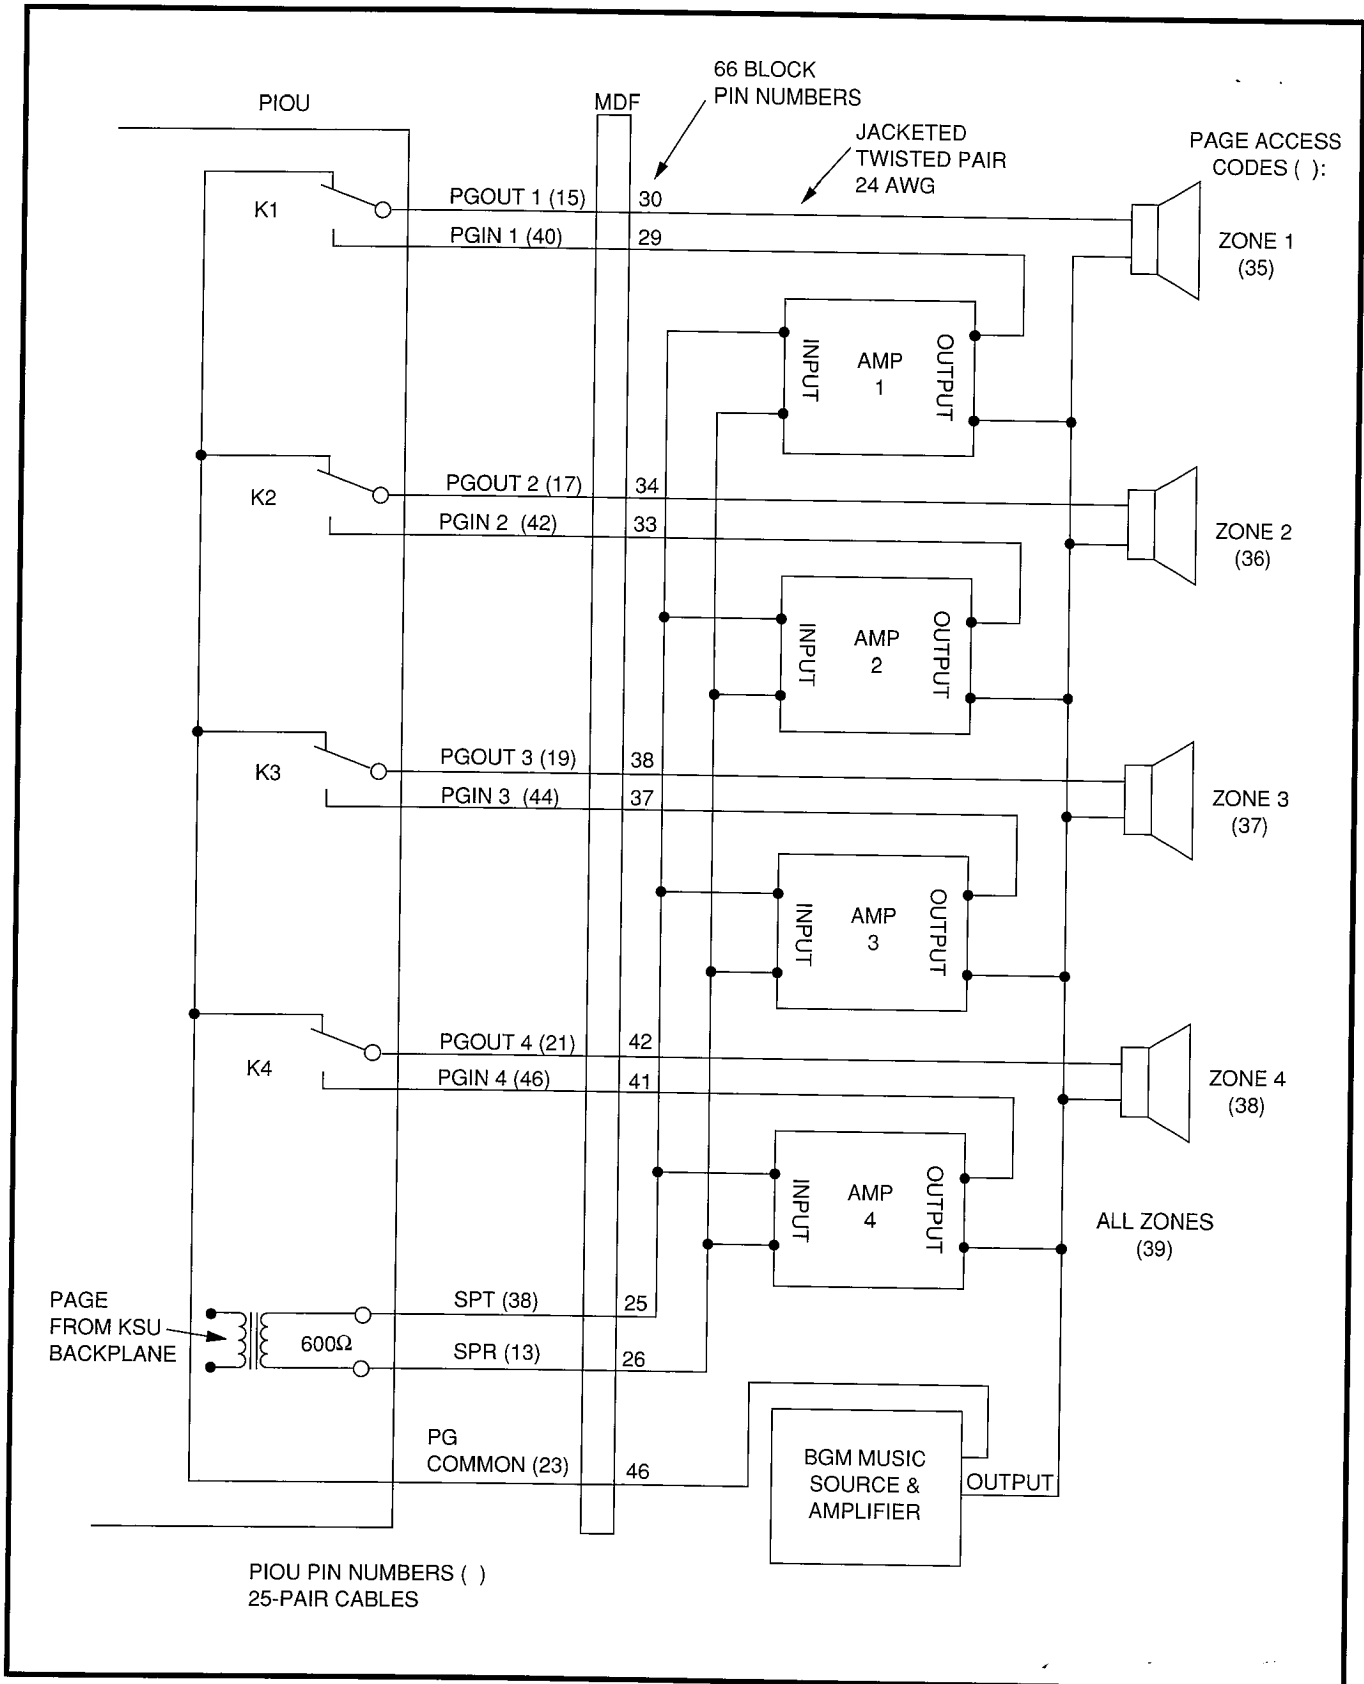 66 BLOCK
PIN NUMBERS
PIOU
MDF
JACKETED
TWISTED PAIR
24 AWG
PAGE ACCESS
CODES ( ):
K1
PGOUT 1 (15)
30
PGIN 1 (40)
29
ZONE 1
(35)
INPUT
AMP
1
OUTPUT
K2
PGOUT 2 (17)
34
PGIN 2 (42)
33
ZONE 2
(36)
INPUT
AMP
2
OUTPUT
K3
PGOUT 3 (19)
38
PGIN 3 (44)
37
ZONE 3
(37)
INPUT
AMP
3
OUTPUT
K4
PGOUT 4 (21)
42
PGIN 4 (46)
41
ZONE 4
(38)
INPUT
AMP
4
OUTPUT
ALL ZONES
(39)
PAGE
FROM KSU
BACKPLANE
600Ω
SPT (38)
25
SPR (13)
26
PG
COMMON (23)
46
BGM MUSIC
SOURCE &
AMPLIFIER
OUTPUT
PIOU PIN NUMBERS ( )
25-PAIR CABLES